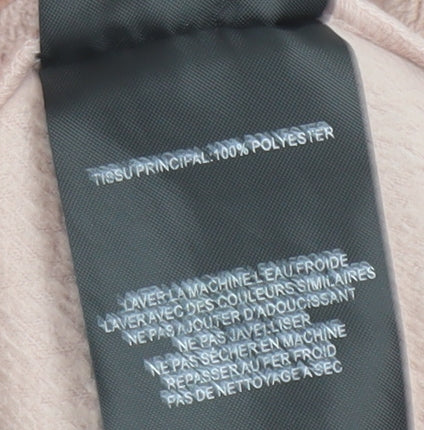 TISSU PRINCIPAL:100% POLYESTER
LAVER LA MACHINE L'EAU FROIDE
LAVER AVEC DES COULEURS SIMILAIRES
NE PAS AJOUTER D'ADOUCISSANT
NE PAS JAVELLISER
NE PAS SÉCHER EN MACHINE
REPASSER AU FER FROID
PAS DE NETTOYAGE A SEC